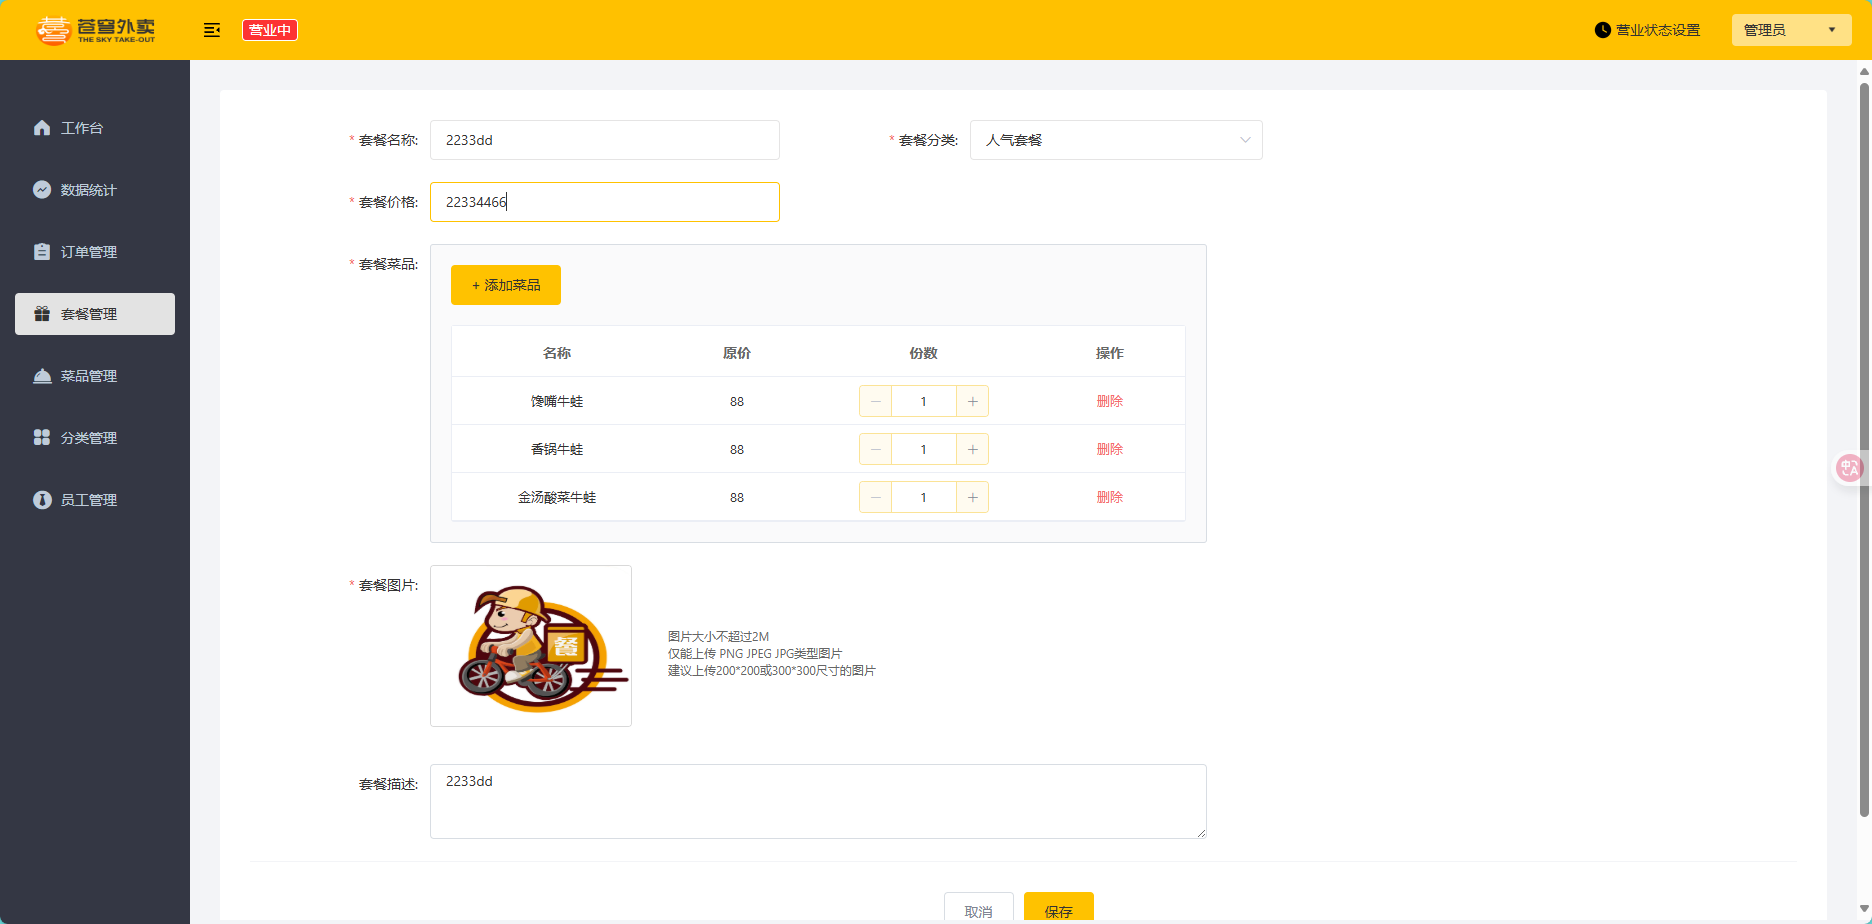 苍穹外卖
THE SKY TAKE-OUT
营业中
营业状态设置
管理员
工作台
数据统计
订单管理
套餐管理
菜品管理
分类管理
员工管理
* 套餐名称: 2233dd
* 套餐分类: 人气套餐
* 套餐价格: 22334466
* 套餐菜品:
+ 添加菜品
名称 原价 份数 操作
馋嘴牛蛙 88 － 1 + 删除
香锅牛蛙 88 － 1 + 删除
金汤酸菜牛蛙 88 － 1 + 删除
* 套餐图片:
餐
图片大小不超过2M
仅能上传 PNG JPEG JPG类型图片
建议上传200*200或300*300尺寸的图片
套餐描述: 2233dd
取消 保存
中
A